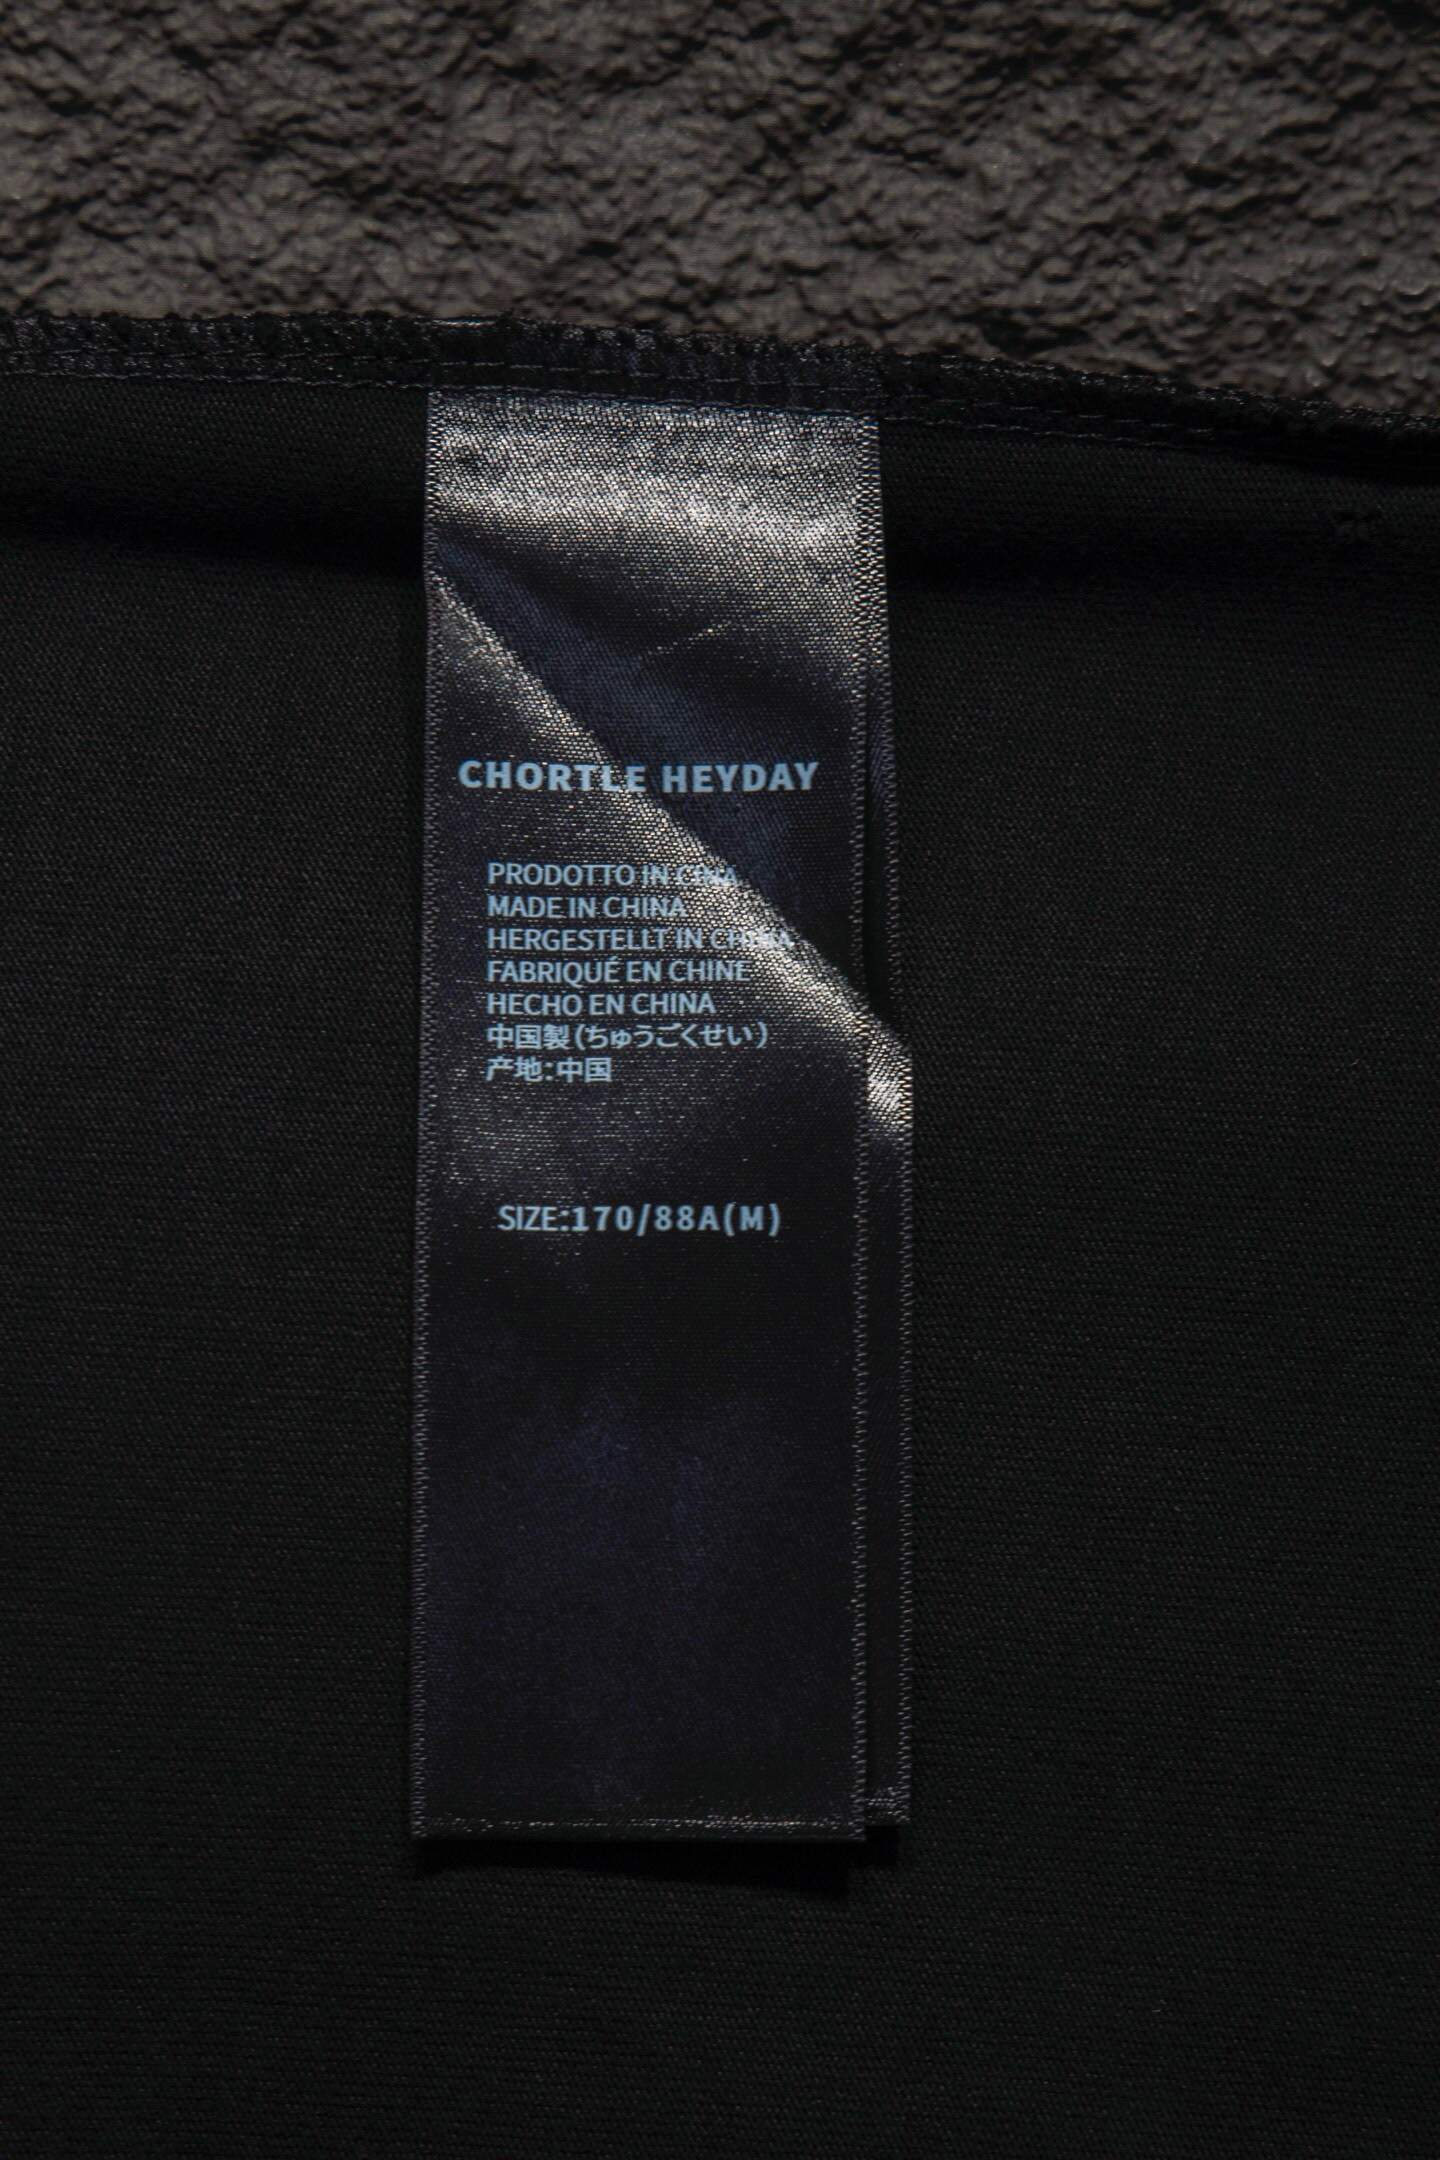 CHORTLE HEYDAY
PRODOTTO IN CINA
MADE IN CHINA
HERGESTELLT IN CHINA
FABRIQUÉ EN CHINE
HECHO EN CHINA
中国製(ちゅうごくせい)
产地:中国
SIZE:170/88A(M)